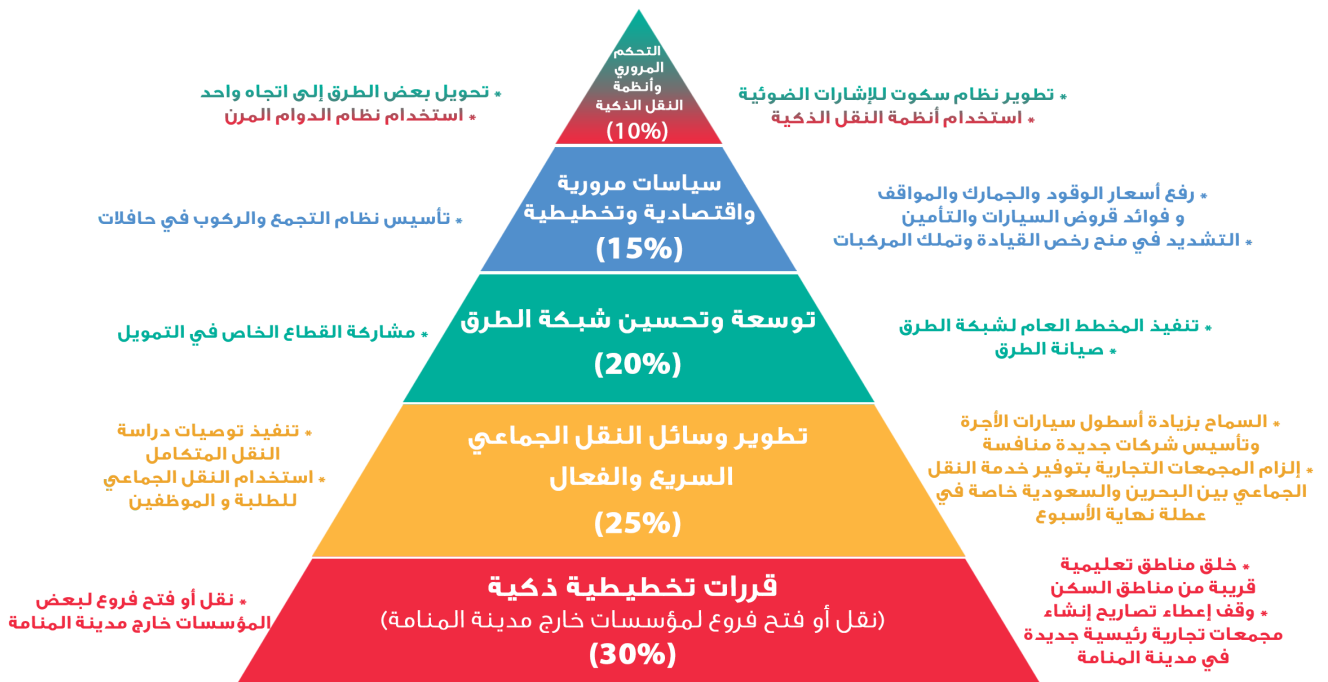 التحكم
المروري
وأنظمة
النقل الذكية
(10%)
* تطوير نظام سكوت للإشارات الضوئية
* استخدام أنظمة النقل الذكية
* تحويل بعض الطرق إلى اتجاه واحد
* استخدام نظام الدوام المرن
سياسات مرورية
واقتصادية وتخطيطية
(15%)
* رفع أسعار الوقود والجمارك والمواقف
و فوائد قروض السيارات والتأمين
* التشديد في منح رخص القيادة وتملك المركبات
* تأسيس نظام التجمع والركوب في حافلات
توسعة وتحسين شبكة الطرق
(20%)
* تنفيذ المخطط العام لشبكة الطرق
* صيانة الطرق
* مشاركة القطاع الخاص في التمويل
تطوير وسائل النقل الجماعي
السريع والفعال
(25%)
* السماح بزيادة أسطول سيارات الأجرة
وتأسيس شركات جديدة منافسة
* إلزام المجمعات التجارية بتوفير خدمة النقل
الجماعي بين البحرين والسعودية خاصة في
عطلة نهاية الأسبوع
* تنفيذ توصيات دراسة
النقل المتكامل
* استخدام النقل الجماعي
للطلبة و الموظفين
قررات تخطيطية ذكية
(نقل أو فتح فروع لمؤسسات خارج مدينة المنامة)
(30%)
* خلق مناطق تعليمية
قريبة من مناطق السكن
* وقف إعطاء تصاريح إنشاء
مجمعات تجارية رئيسية جديدة
في مدينة المنامة
* نقل أو فتح فروع لبعض
المؤسسات خارج مدينة المنامة